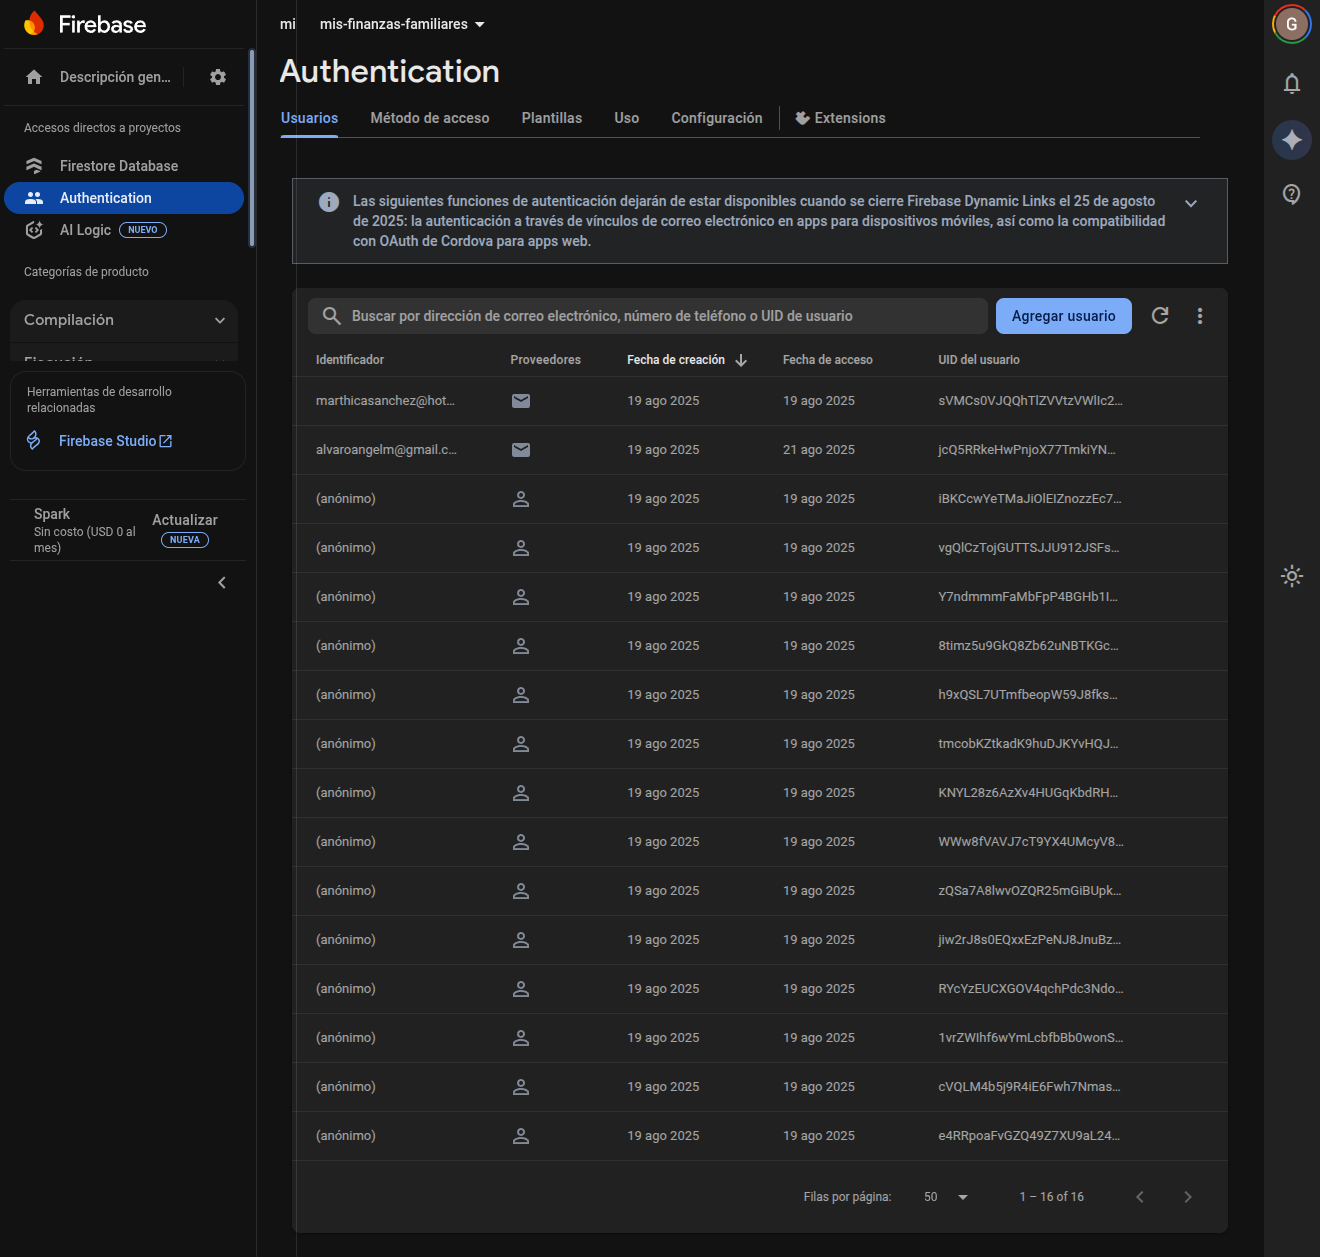 Firebase
mi mis-finanzas-familiares
Descripción gen...
Authentication
Usuarios Método de acceso Plantillas Uso Configuración Extensions
Accesos directos a proyectos
Firestore Database
Authentication
AI Logic NUEVO
Categorías de producto
Compilación
Ejecución
Herramientas de desarrollo
relacionadas
Firebase Studio
Spark
Sin costo (USD 0 al
mes)
Actualizar
NUEVA
Las siguientes funciones de autenticación dejarán de estar disponibles cuando se cierre Firebase Dynamic Links el 25 de agosto
de 2025: la autenticación a través de vínculos de correo electrónico en apps para dispositivos móviles, así como la compatibilidad
con OAuth de Cordova para apps web.
Buscar por dirección de correo electrónico, número de teléfono o UID de usuario
Agregar usuario
Identificador Proveedores Fecha de creación Fecha de acceso UID del usuario
marthicasanchez@hot... 19 ago 2025 19 ago 2025 sVMCs0VJQQhTlZVVtzVWlIc2...
alvaroangelm@gmail.c... 19 ago 2025 21 ago 2025 jcQ5RRkeHwPnjoX77TmkiYN...
(anónimo) 19 ago 2025 19 ago 2025 iBKCcwYeTMaJiOlEIZnozzEc7...
(anónimo) 19 ago 2025 19 ago 2025 vgQlCzTojGUTTSJJU912JSFs...
(anónimo) 19 ago 2025 19 ago 2025 Y7ndmmmFaMbFpP4BGHb1I...
(anónimo) 19 ago 2025 19 ago 2025 8timz5u9GkQ8Zb62uNBTKGc...
(anónimo) 19 ago 2025 19 ago 2025 h9xQSL7UTmfbeopW59J8fks...
(anónimo) 19 ago 2025 19 ago 2025 tmcobKZtkadK9huDJKYvHQJ...
(anónimo) 19 ago 2025 19 ago 2025 KNYL28z6AzXv4HUGqKbdRH...
(anónimo) 19 ago 2025 19 ago 2025 WWw8fVAVJ7cT9YX4UMcyV8...
(anónimo) 19 ago 2025 19 ago 2025 zQSa7A8lwvOZQR25mGiBUpk...
(anónimo) 19 ago 2025 19 ago 2025 jiw2rJ8s0EQxxEzPeNJ8JnuBz...
(anónimo) 19 ago 2025 19 ago 2025 RYcYzEUCXGOV4qchPdc3Ndo...
(anónimo) 19 ago 2025 19 ago 2025 1vrZWIhf6wYmLcbfbBb0wonS...
(anónimo) 19 ago 2025 19 ago 2025 cVQLM4b5j9R4iE6Fwh7Nmas...
(anónimo) 19 ago 2025 19 ago 2025 e4RRpoaFvGZQ49Z7XU9aL24...
Filas por página: 50 1 – 16 of 16
G